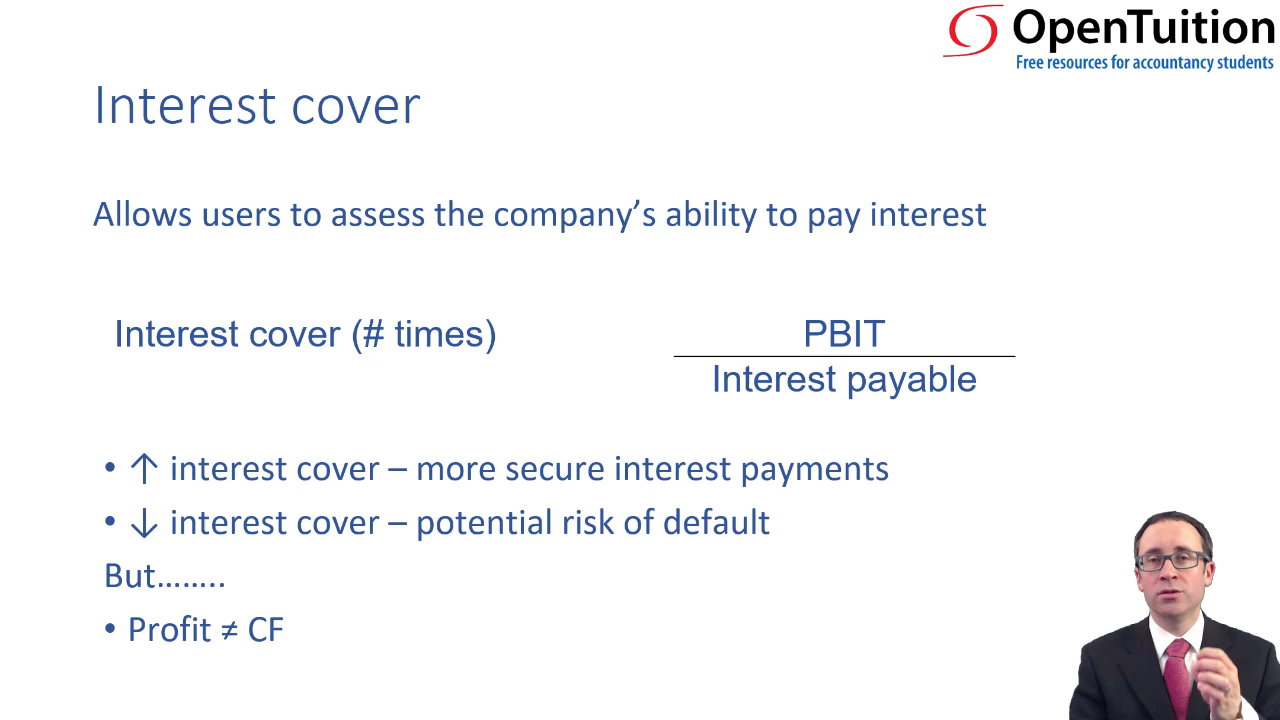 OpenTuition
Free resources for accountancy students
Interest cover
Allows users to assess the company’s ability to pay interest
Interest cover (# times)
PBIT
Interest payable
• ↑ interest cover – more secure interest payments
• ↓ interest cover – potential risk of default
But……..
• Profit ≠ CF